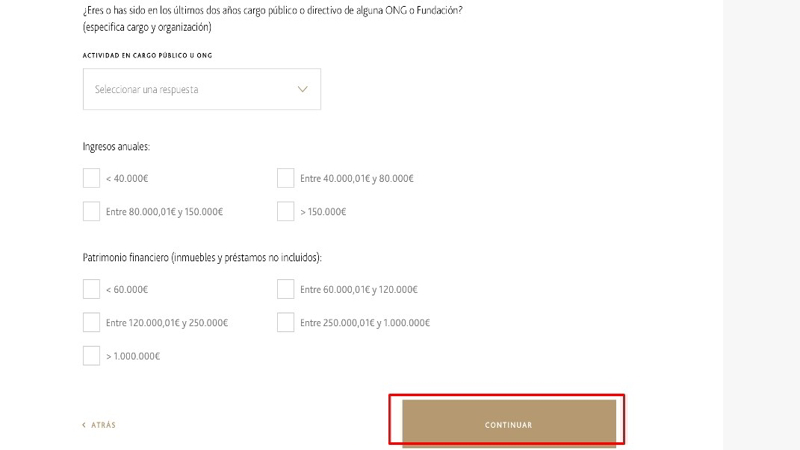 ¿Eres o has sido en los últimos dos años cargo público o directivo de alguna ONG o Fundación?
(especifica cargo y organización)
ACTIVIDAD EN CARGO PÚBLICO U ONG
Seleccionar una respuesta
Ingresos anuales:
< 40.000€
Entre 40.000,01€ y 80.000€
Entre 80.000,01€ y 150.000€
> 150.000€
Patrimonio financiero (inmuebles y préstamos no incluidos):
< 60.000€
Entre 60.000,01€ y 120.000€
Entre 120.000,01€ y 250.000€
Entre 250.000,01€ y 1.000.000€
> 1.000.000€
ATRÁS
CONTINUAR